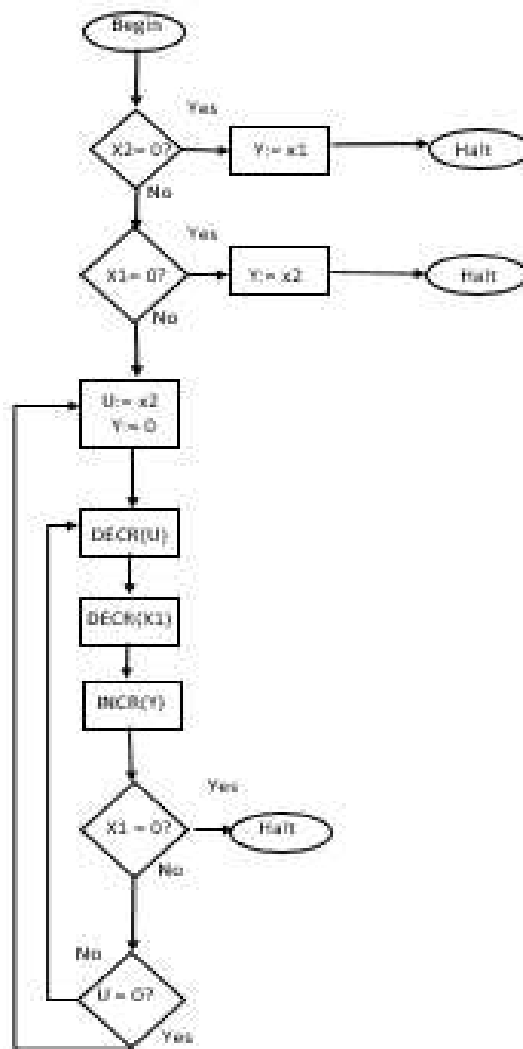 Begin
Yes
X2= 0?
Y:= x1
Halt
No
Yes
X1= 0?
Y:= x2
Halt
No
U:= x2
Y:= 0
DECR(U)
DECR(X1)
INCR(Y)
Yes
X1 = 0?
Halt
No
No
U = 0?
Yes